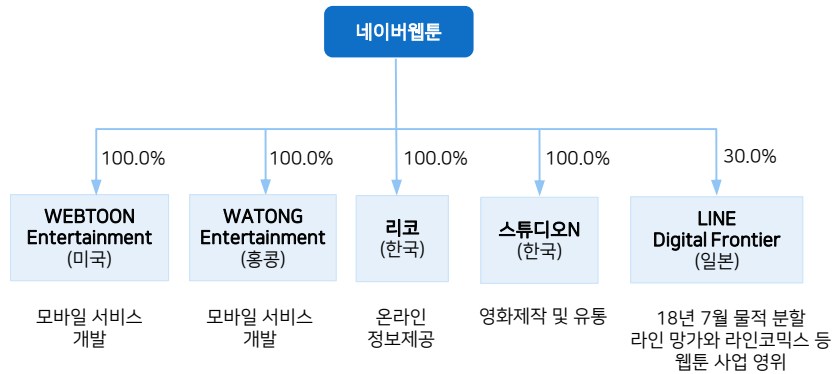 네이버웹툰
100.0%
100.0%
100.0%
100.0%
30.0%
WEBTOON
Entertainment
(미국)
WATONG
Entertainment
(홍콩)
리코
(한국)
스튜디오N
(한국)
LINE
Digital Frontier
(일본)
모바일 서비스
개발
모바일 서비스
개발
온라인
정보제공
영화제작 및 유통
18년 7월 물적 분할
라인 망가와 라인코믹스 등
웹툰 사업 영위